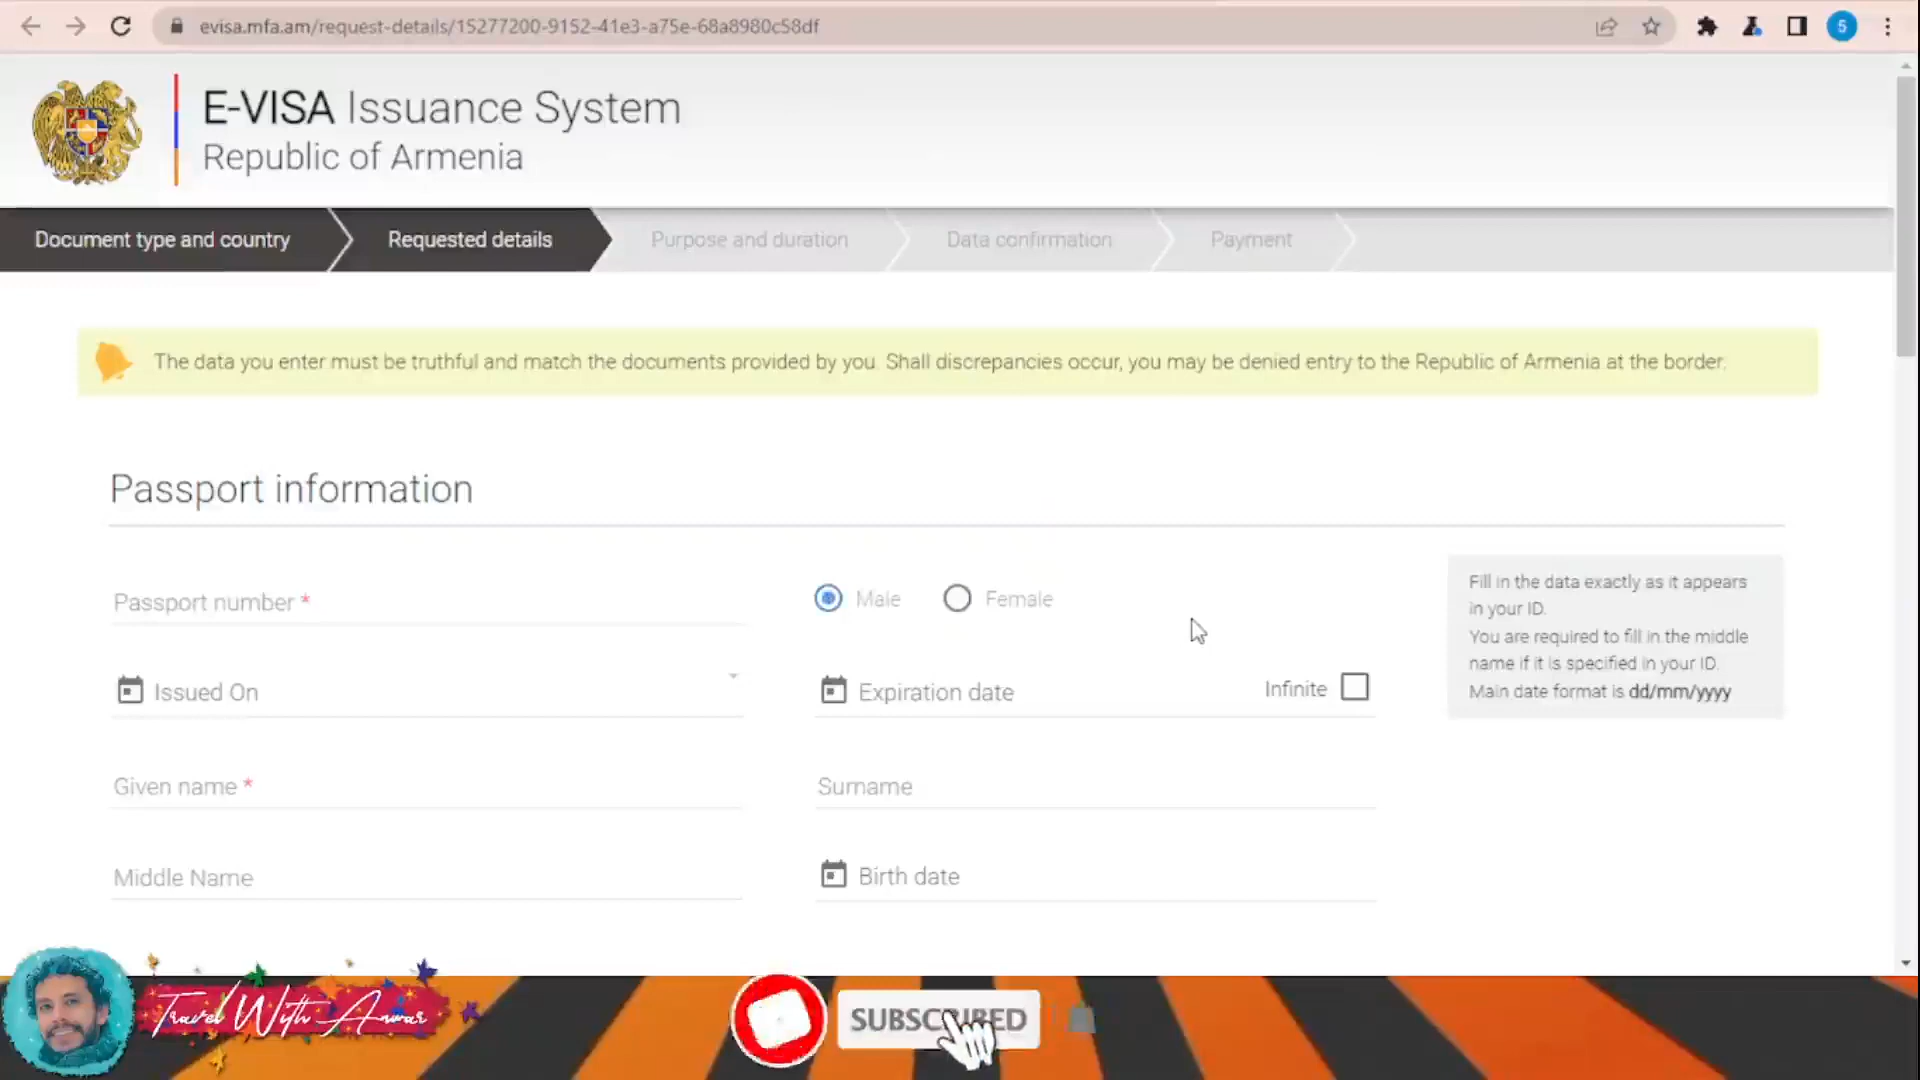 evisa.mfa.am/request-details/15277200-9152-41e3-a75e-68a8980c58df
5
E-VISA Issuance System
Republic of Armenia
Document type and country
Requested details
Purpose and duration
Data confirmation
Payment
The data you enter must be truthful and match the documents provided by you. Shall discrepancies occur, you may be denied entry to the Republic of Armenia at the border.
Passport information
Passport number *
Male
Female
Fill in the data exactly as it appears
in your ID.
You are required to fill in the middle
name if it is specified in your ID.
Main date format is dd/mm/yyyy
Issued On
Expiration date
Infinite
Given name *
Surname
Middle Name
Birth date
Travel With Anwar
SUBSCRIBED